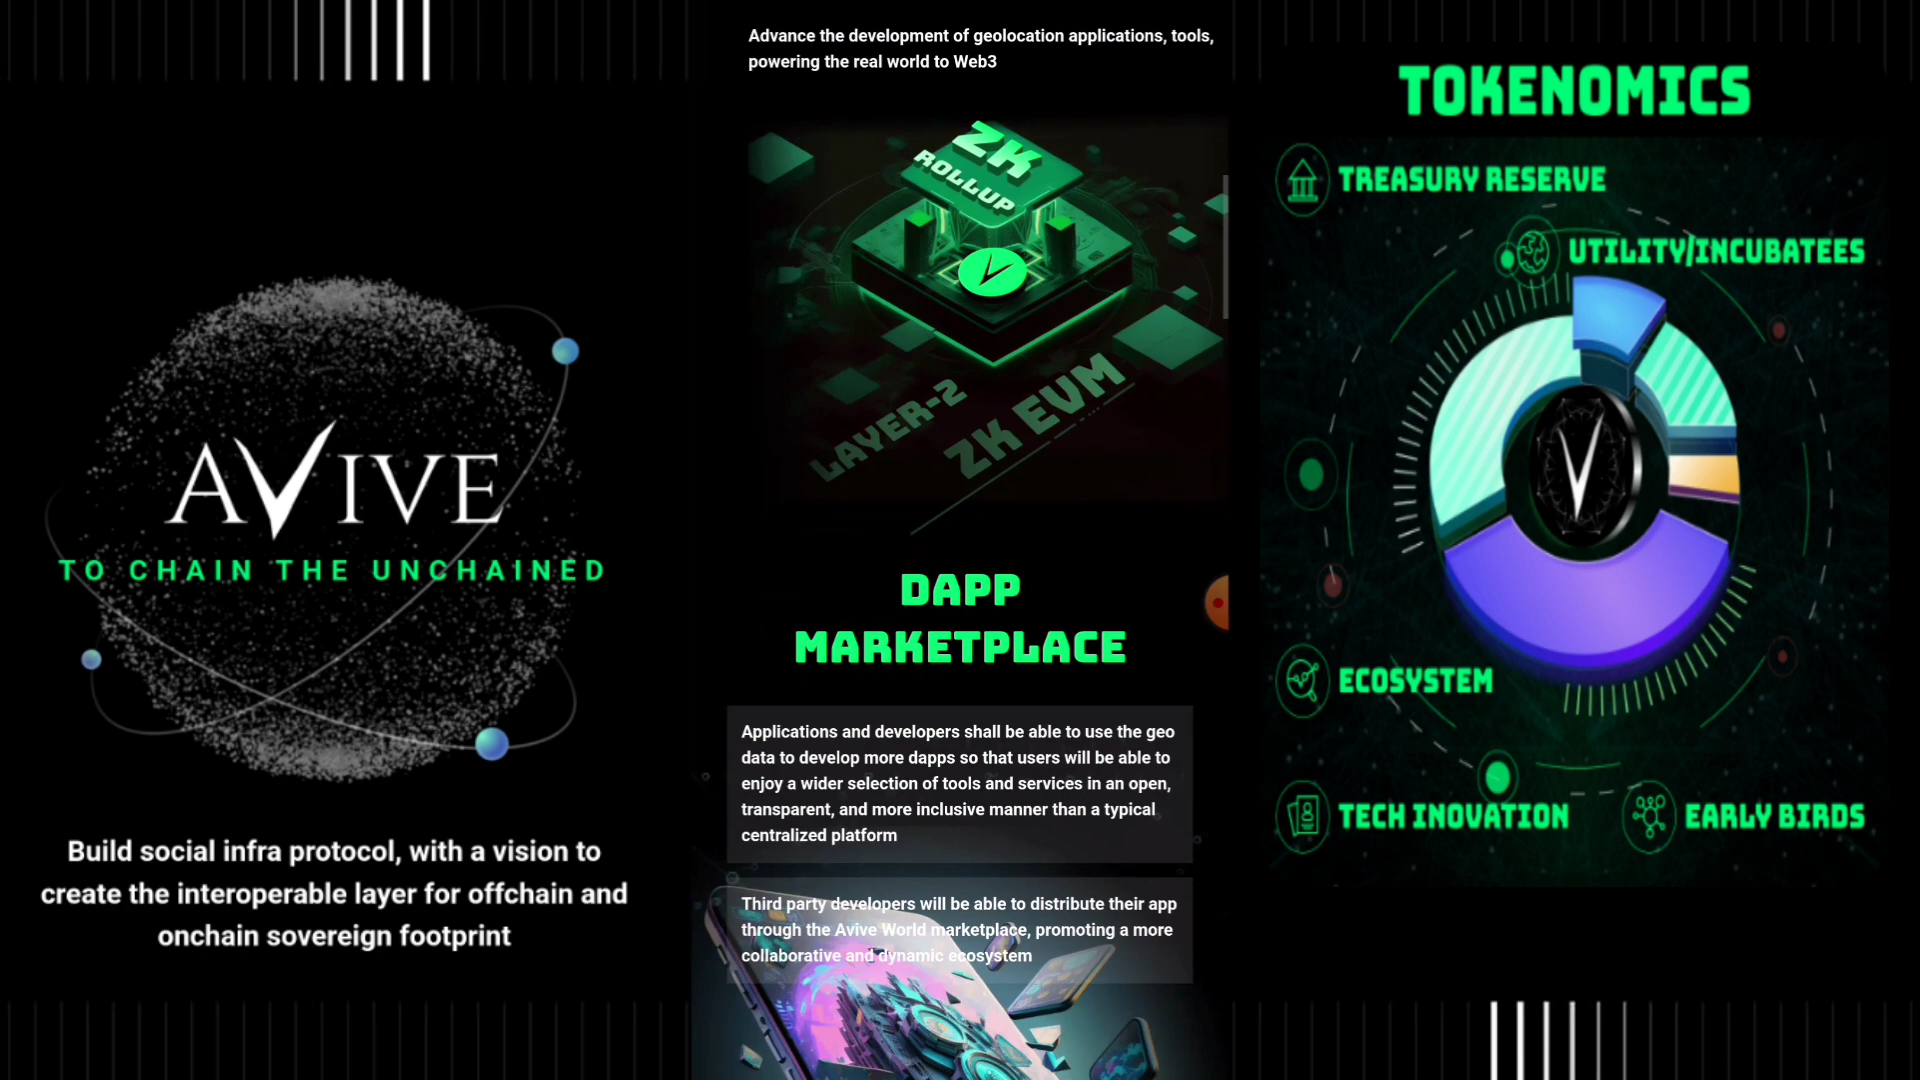 AVIVE
TO CHAIN THE UNCHAINED
Build social infra protocol, with a vision to
create the interoperable layer for offchain and
onchain sovereign footprint
Advance the development of geolocation applications, tools,
powering the real world to Web3
ZK
ROLLUP
LAYER-2
ZK EVM
DAPP
MARKETPLACE
Applications and developers shall be able to use the geo
data to develop more dapps so that users will be able to
enjoy a wider selection of tools and services in an open,
transparent, and more inclusive manner than a typical
centralized platform
Third party developers will be able to distribute their app
through the Avive World marketplace, promoting a more
collaborative and dynamic ecosystem
TOKENOMICS
TREASURY RESERVE
UTILITY/INCUBATEES
ECOSYSTEM
TECH INOVATION
EARLY BIRDS